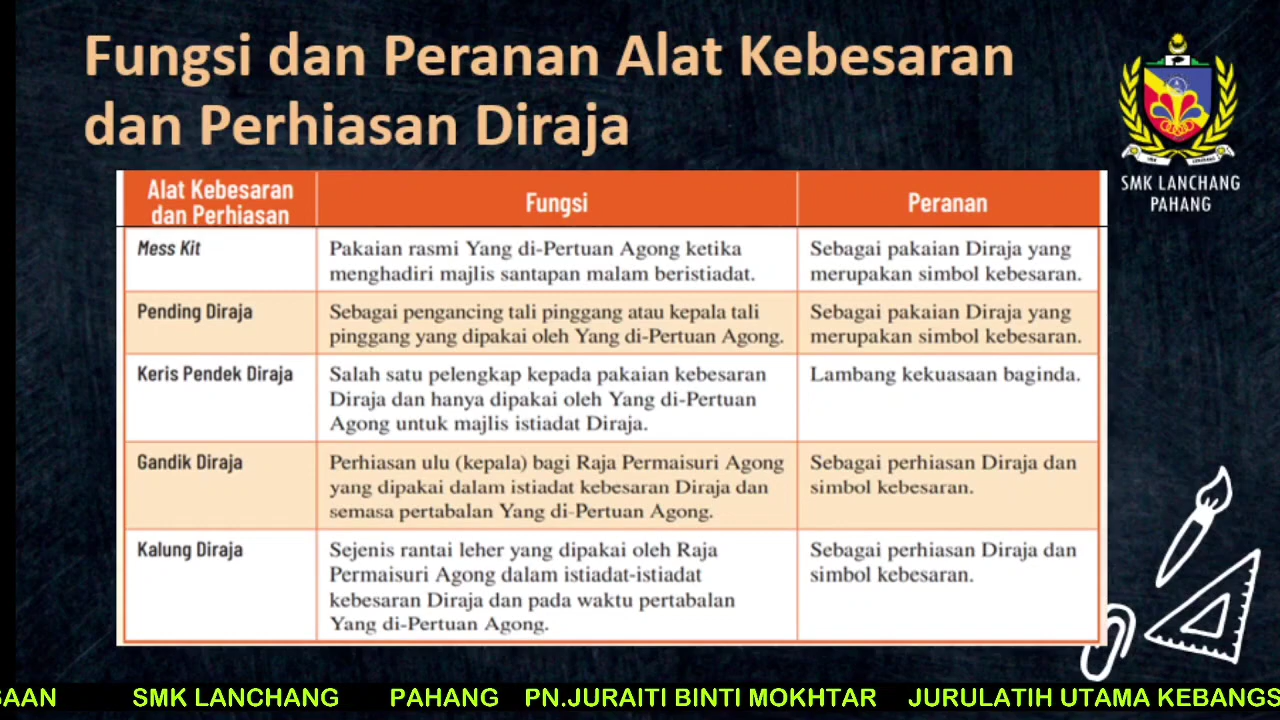 Fungsi dan Peranan Alat Kebesaran
dan Perhiasan Diraja
SMK LANCHANG
PAHANG
Alat Kebesaran
dan Perhiasan
Fungsi
Peranan
Mess Kit
Pakaian rasmi Yang di-Pertuan Agong ketika
menghadiri majlis santapan malam beristiadat.
Sebagai pakaian Diraja yang
merupakan simbol kebesaran.
Pending Diraja
Sebagai pengancing tali pinggang atau kepala tali
pinggang yang dipakai oleh Yang di-Pertuan Agong.
Sebagai pakaian Diraja yang
merupakan simbol kebesaran.
Keris Pendek Diraja
Salah satu pelengkap kepada pakaian kebesaran
Diraja dan hanya dipakai oleh Yang di-Pertuan
Agong untuk majlis istiadat Diraja.
Lambang kekuasaan baginda.
Gandik Diraja
Perhiasan ulu (kepala) bagi Raja Permaisuri Agong
yang dipakai dalam istiadat kebesaran Diraja dan
semasa pertabalan Yang di-Pertuan Agong.
Sebagai perhiasan Diraja dan
simbol kebesaran.
Kalung Diraja
Sejenis rantai leher yang dipakai oleh Raja
Permaisuri Agong dalam istiadat-istiadat
kebesaran Diraja dan pada waktu pertabalan
Yang di-Pertuan Agong.
Sebagai perhiasan Diraja dan
simbol kebesaran.
SAAN SMK LANCHANG PAHANG PN.JURAITI BINTI MOKHTAR JURULATIH UTAMA KEBANGS